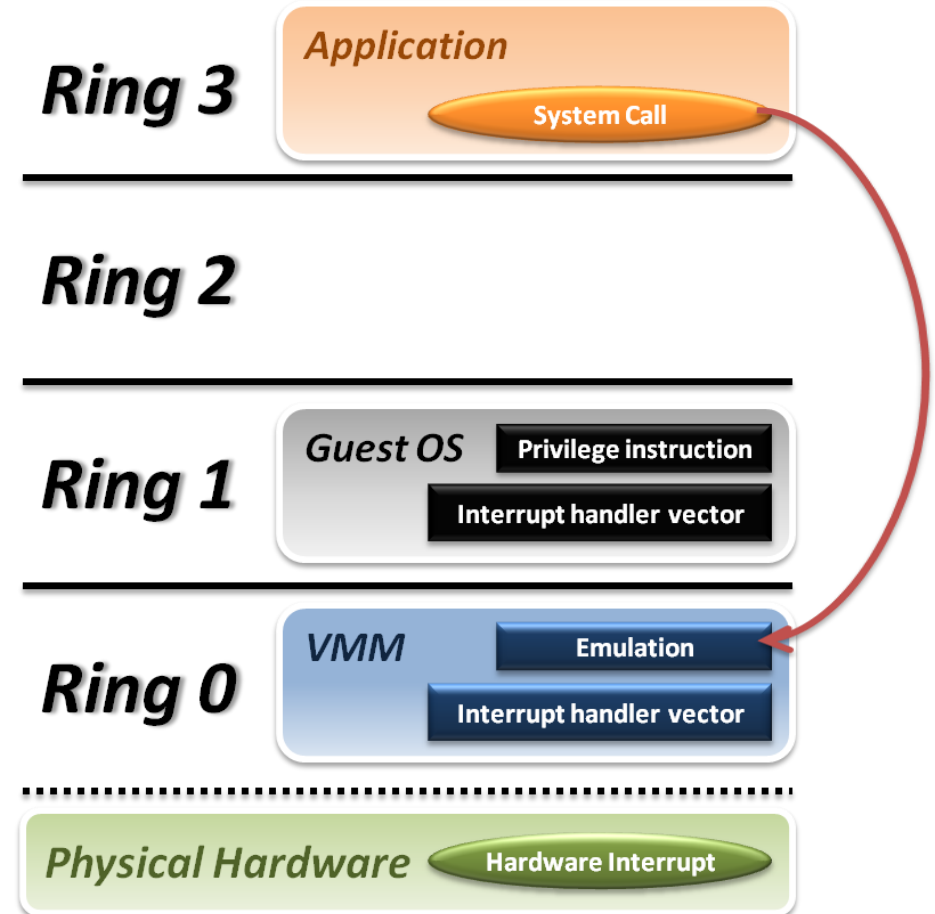 Ring 3
Application
System Call
Ring 2
Ring 1
Guest OS
Privilege instruction
Interrupt handler vector
Ring 0
VMM
Emulation
Interrupt handler vector
Physical Hardware
Hardware Interrupt